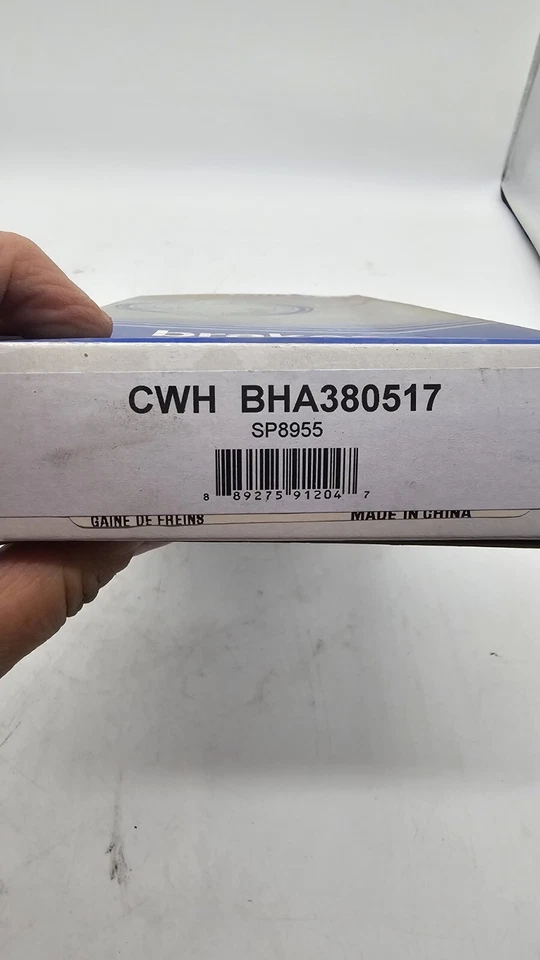 CWH BHA380517
SP8955
8 89275 91204 7
GAINE DE FREINS MADE IN CHINA